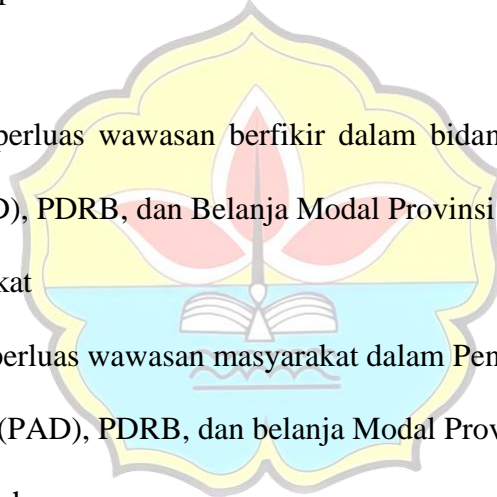 perluas wawasan berfikir dalam bidan
), PDRB, dan Belanja Modal Provinsi
kat
perluas wawasan masyarakat dalam Pen
(PAD), PDRB, dan belanja Modal Prov